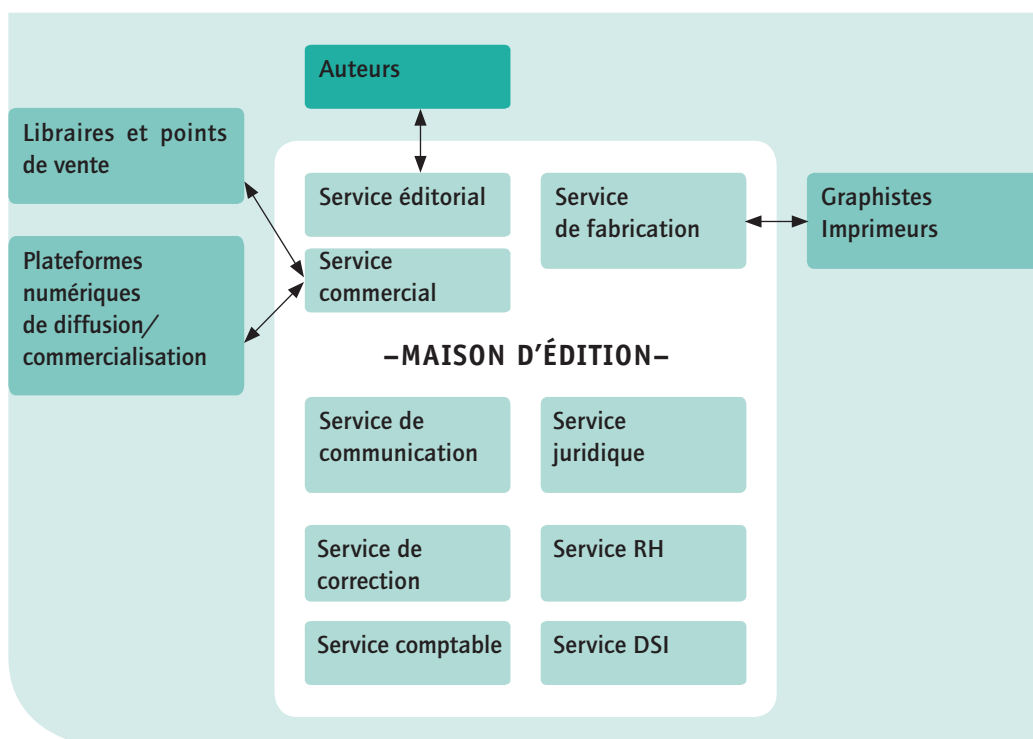 Auteurs
Libraires et points
de vente
Service éditorial
Service
de fabrication
Graphistes
Imprimeurs
Plateformes
numériques
de diffusion/
commercialisation
Service
commercial
–MAISON D'ÉDITION–
Service de
communication
Service
juridique
Service de
correction
Service RH
Service comptable
Service DSI